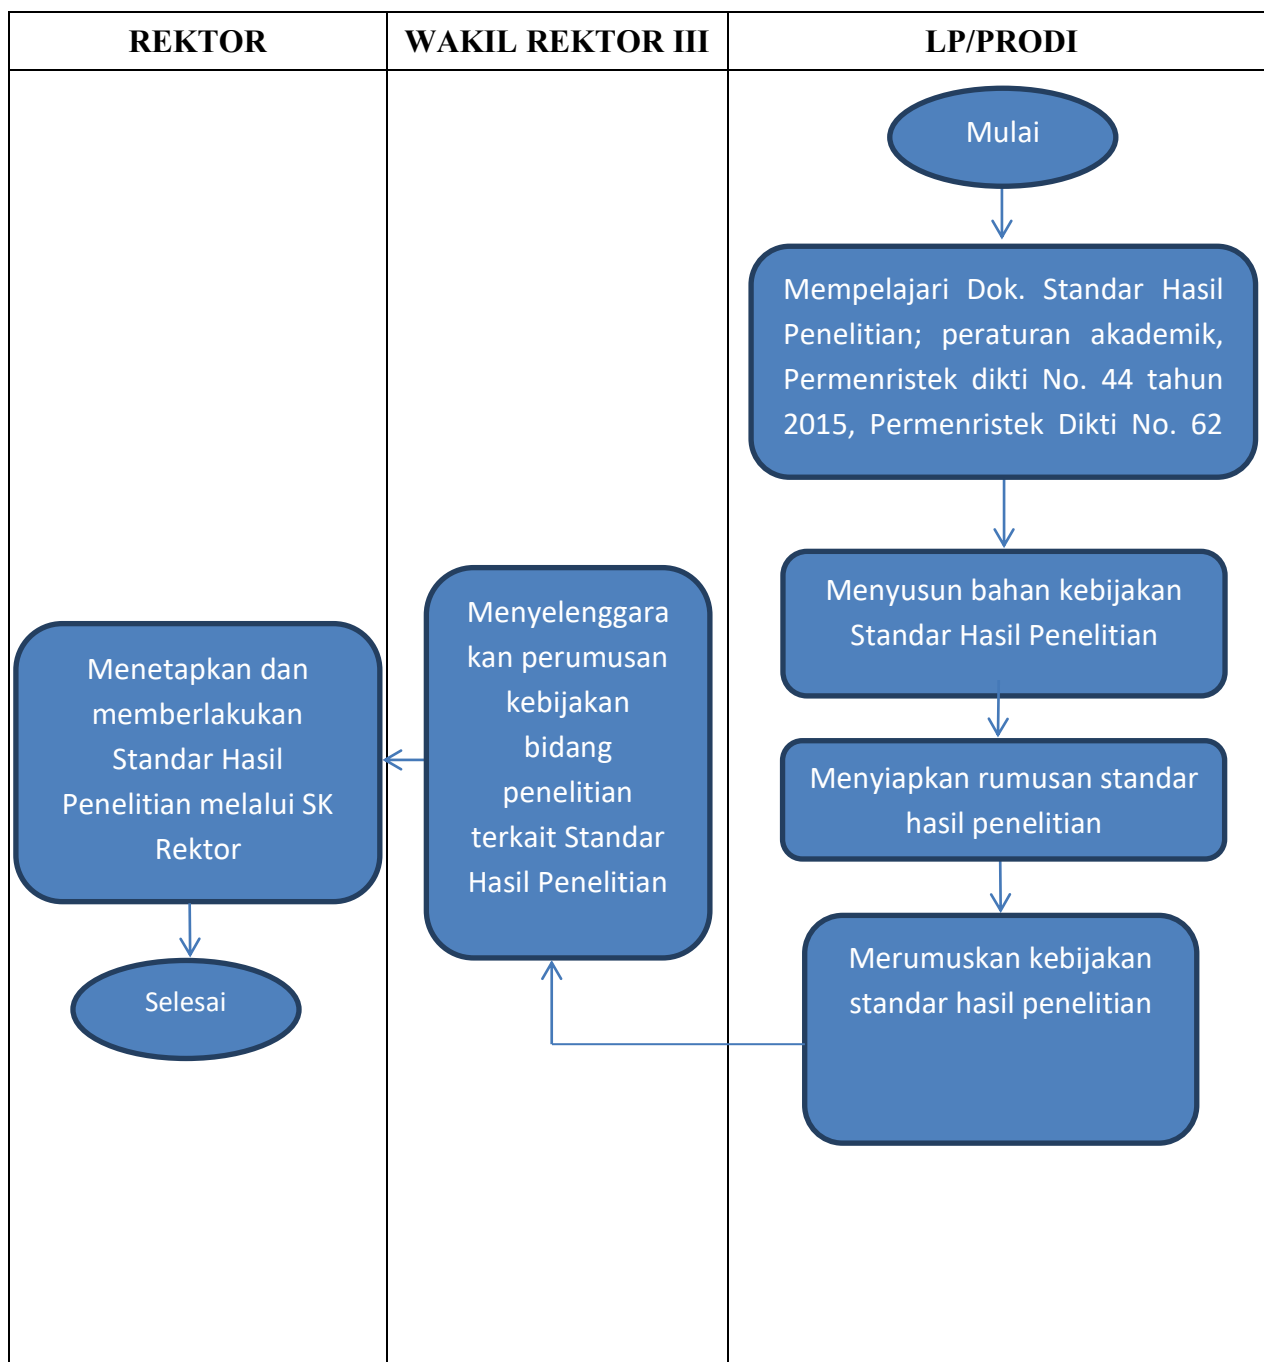 REKTOR
WAKIL REKTOR III
LP/PRODI
Mulai
Mempelajari Dok. Standar Hasil
Penelitian; peraturan akademik,
Permenristek dikti No. 44 tahun
2015, Permenristek Dikti No. 62
Menyusun bahan kebijakan
Standar Hasil Penelitian
Menyiapkan rumusan standar
hasil penelitian
Merumuskan kebijakan
standar hasil penelitian
Menyelenggara
kan perumusan
kebijakan
bidang
penelitian
terkait Standar
Hasil Penelitian
Menetapkan dan
memberlakukan
Standar Hasil
Penelitian melalui SK
Rektor
Selesai